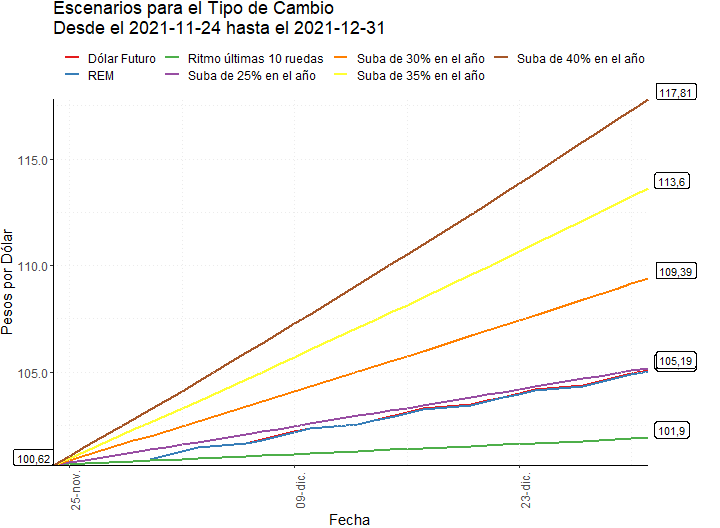 Escenarios para el Tipo de Cambio
Desde el 2021-11-24 hasta el 2021-12-31
Dólar Futuro Ritmo últimas 10 ruedas Suba de 30% en el año Suba de 40% en el año
REM Suba de 25% en el año Suba de 35% en el año
117,81
115.0
113,6
110.0
109,39
Pesos por Dólar
105.0
105,19
101,9
100,62
25-nov.
09-dic.
23-dic.
Fecha